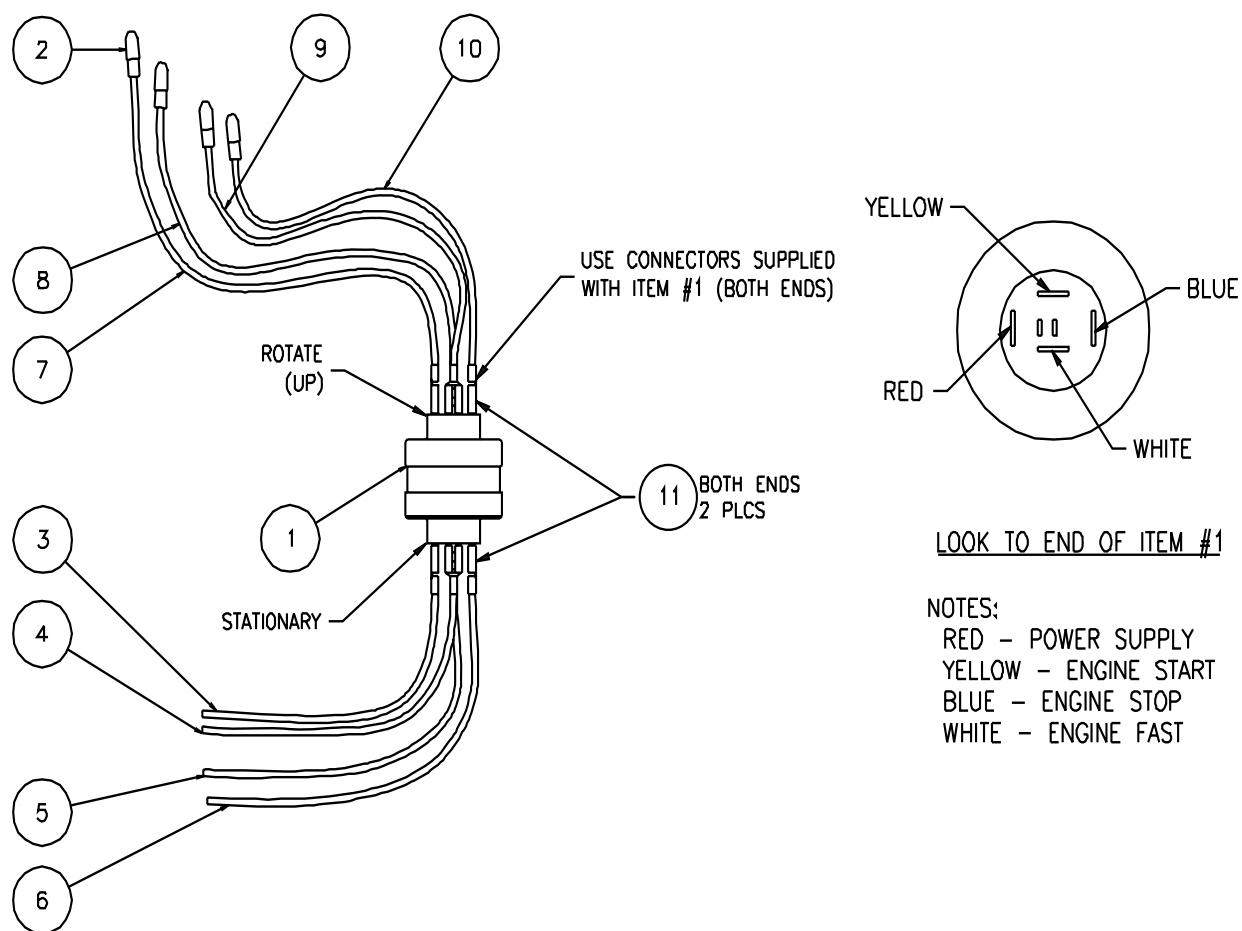 2
9
10
8
7
USE CONNECTORS SUPPLIED
WITH ITEM #1 (BOTH ENDS)
ROTATE
(UP)
1
11
BOTH ENDS
2 PLCS
3
STATIONARY
4
5
6
YELLOW
BLUE
RED
WHITE
LOOK TO END OF ITEM #1
NOTES:
RED – POWER SUPPLY
YELLOW – ENGINE START
BLUE – ENGINE STOP
WHITE – ENGINE FAST